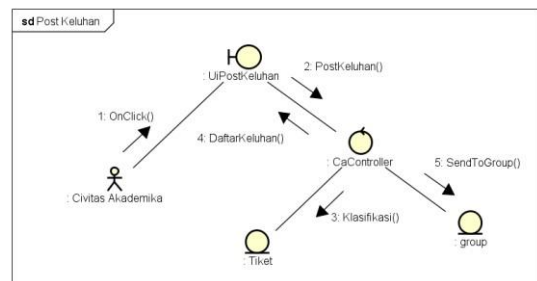 sd Post Keluhan
: UiPostKeluhan
2: PostKeluhan()
1: OnClick()
4: DaftarKeluhan()
: CaController
5: SendToGroup()
: Civitas Akademika
3: Klasifikasi()
: group
: Tiket